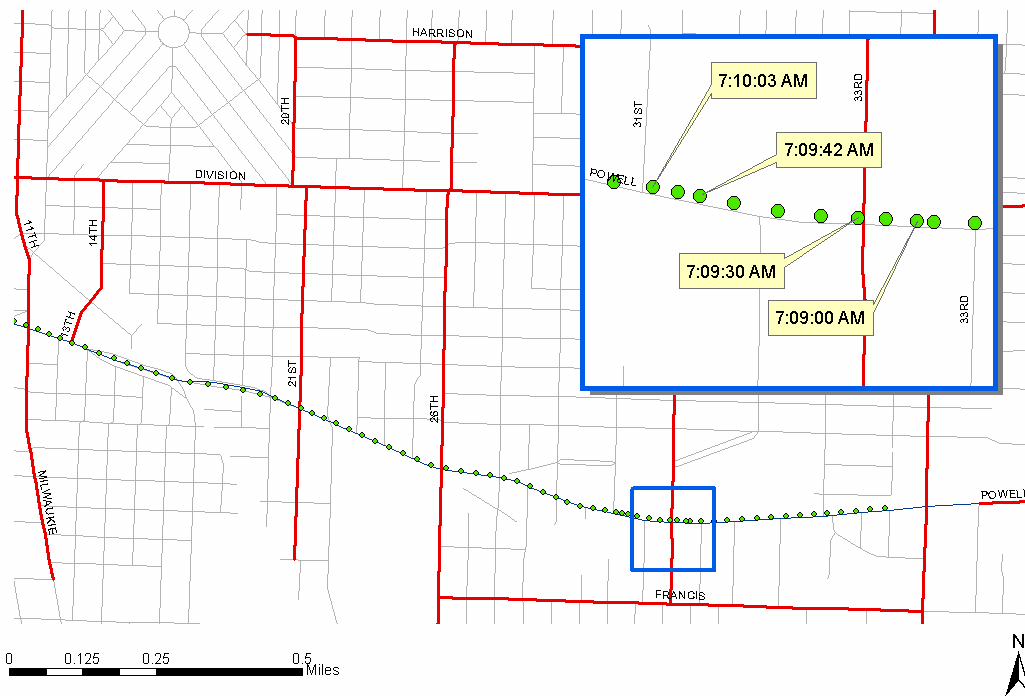 HARRISON
7:10:03 AM
33RD
31ST
20TH
7:09:42 AM
DIVISION
POWELL
11TH
14TH
7:09:30 AM
33RD
7:09:00 AM
13TH
21ST
26TH
MILWAUKIE
POWELL
FRANCIS
N
0 0.125 0.25 0.5
Miles